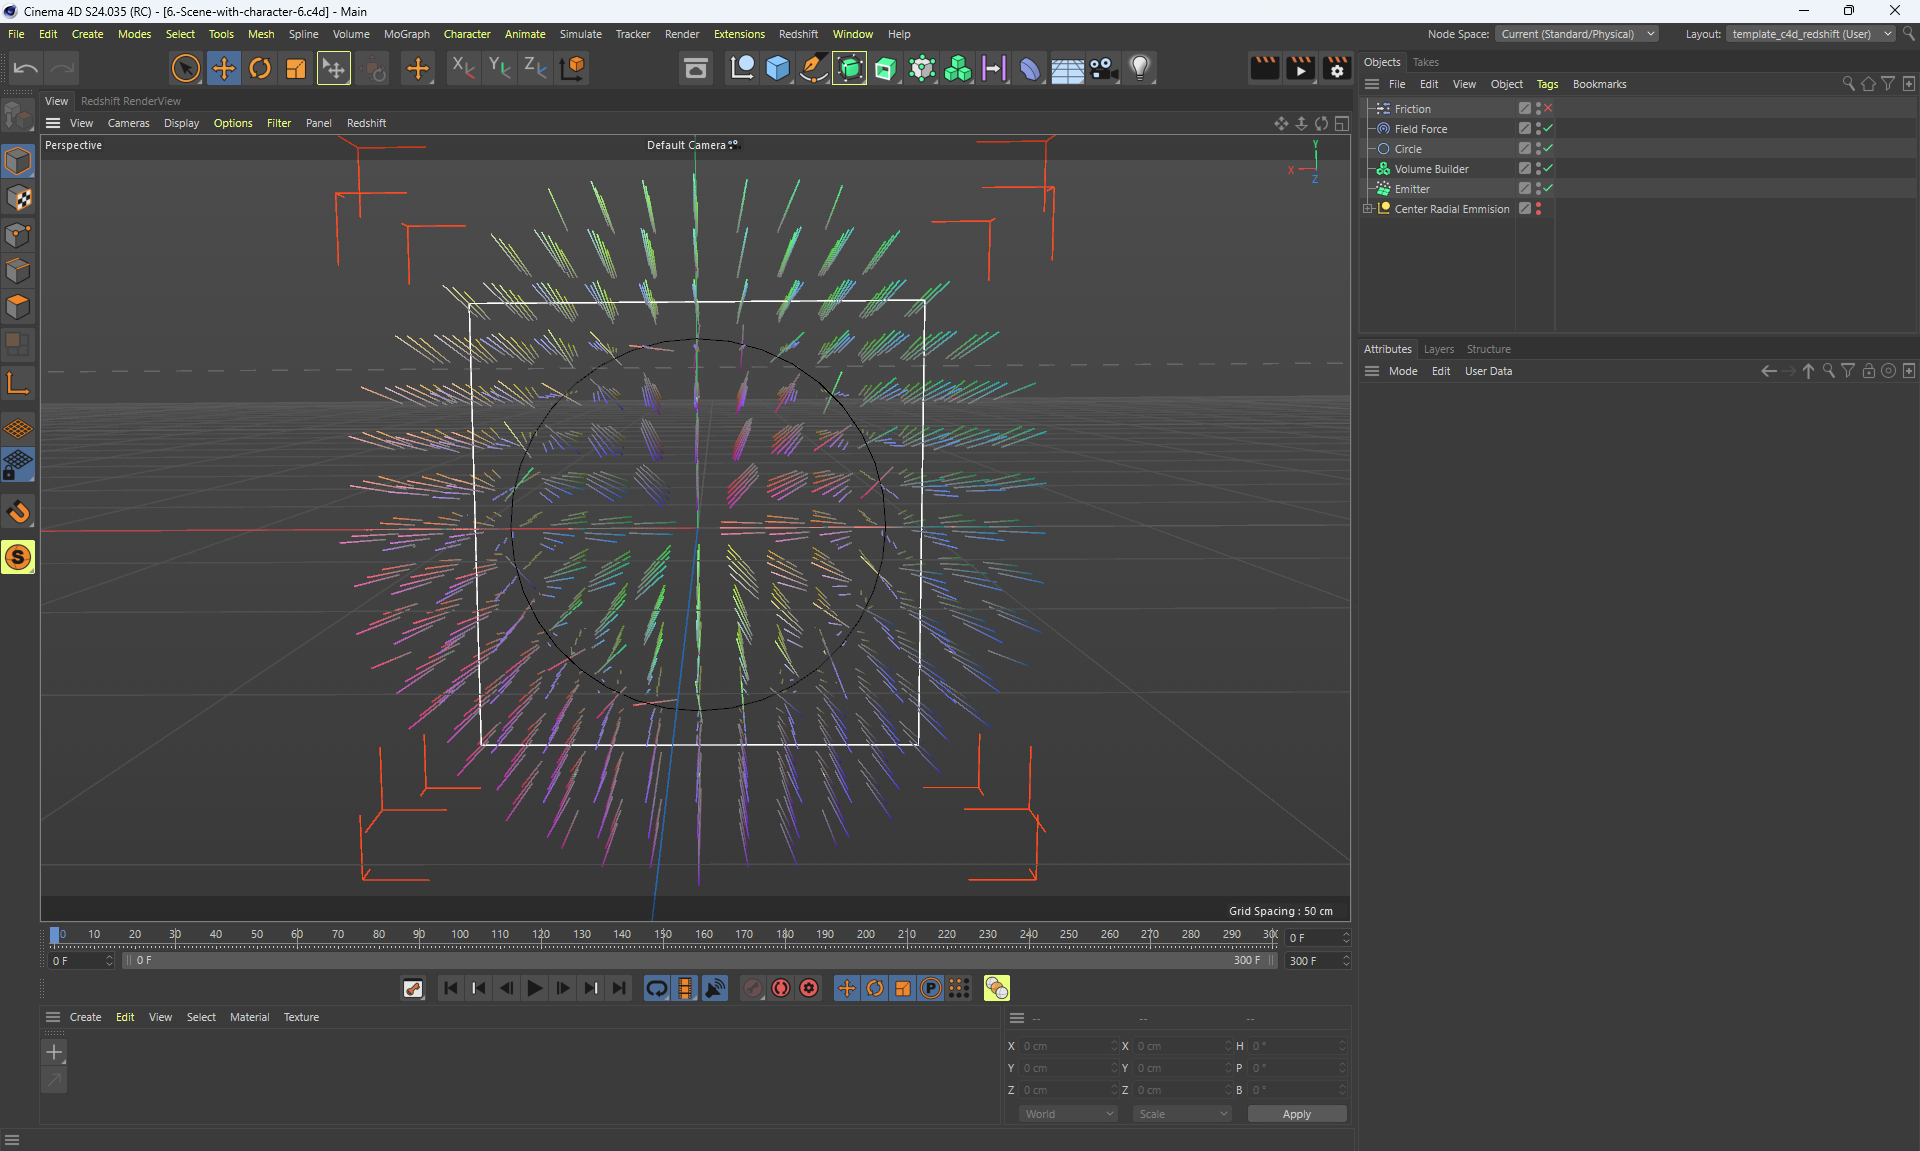 Cinema 4D S24.035 (RC) - [6.-Scene-with-character-6.c4d] - Main
File Edit Create Modes Select Tools Mesh Spline Volume MoGraph Character Animate Simulate Tracker Render Extensions Redshift Window Help
Node Space: Current (Standard/Physical) Layout: template_c4d_redshift (User)
X Y Z
Objects Takes
File Edit View Object Tags Bookmarks
View Redshift RenderView
View Cameras Display Options Filter Panel Redshift
Perspective
Default Camera
Y
X
Z
Friction
Field Force
Circle
Volume Builder
Emitter
Center Radial Emmision
Attributes Layers Structure
Mode Edit User Data
S
Grid Spacing : 50 cm
0 10 20 30 40 50 60 70 80 90 100 110 120 130 140 150 160 170 180 190 200 210 220 230 240 250 260 270 280 290 300
0 F
0 F
0 F
300 F
300 F
P
Create Edit View Select Material Texture
-- -- --
X 0 cm X 0 cm H 0 °
Y 0 cm Y 0 cm P 0 °
Z 0 cm Z 0 cm B 0 °
World Scale Apply